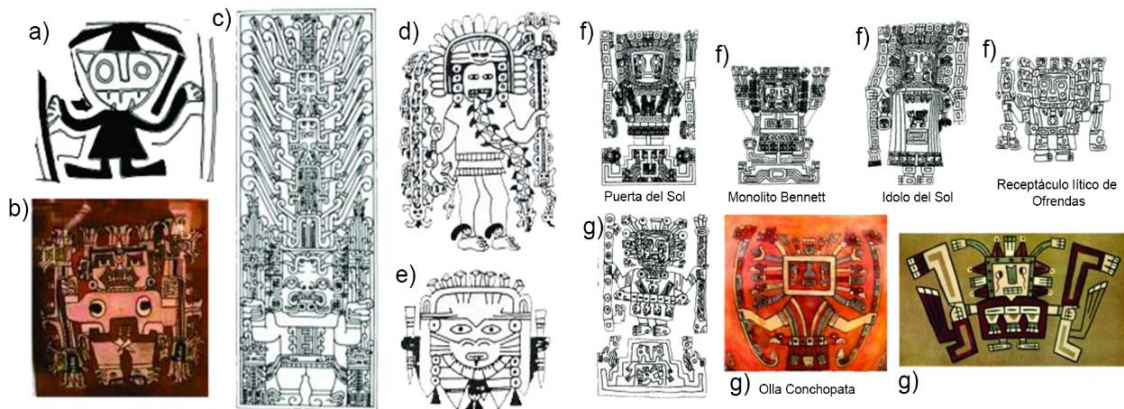 a)
b)
c)
d)
e)
f)
Puerta del Sol
f)
Monolito Bennett
f)
Idolo del Sol
f)
Receptáculo lítico de
Ofrendas
g)
g)
Olla Conchopata
g)